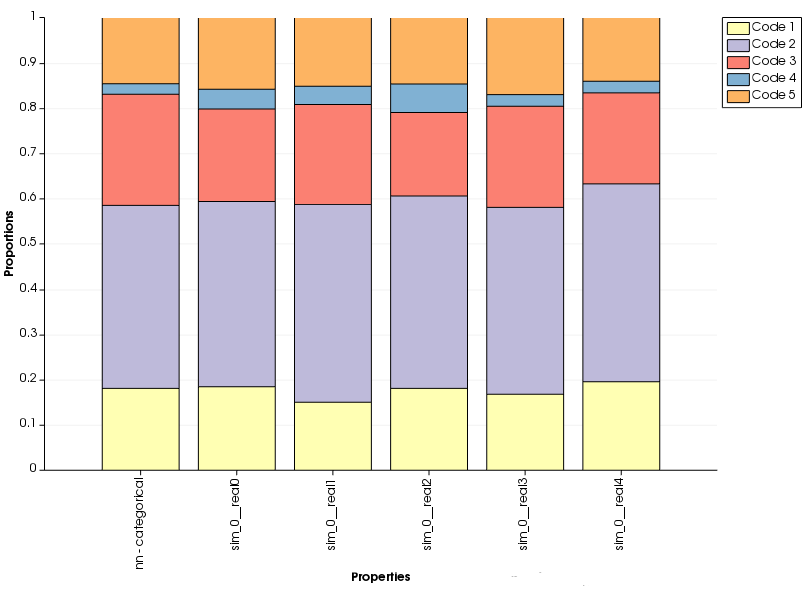 1
0.9
0.8
0.7
0.6
0.5
0.4
0.3
0.2
0.1
0
Proportions
nn - categorical
sim_0__real0
sim_0__real1
sim_0__real2
sim_0__real3
sim_0__real4
Properties
Code 1
Code 2
Code 3
Code 4
Code 5